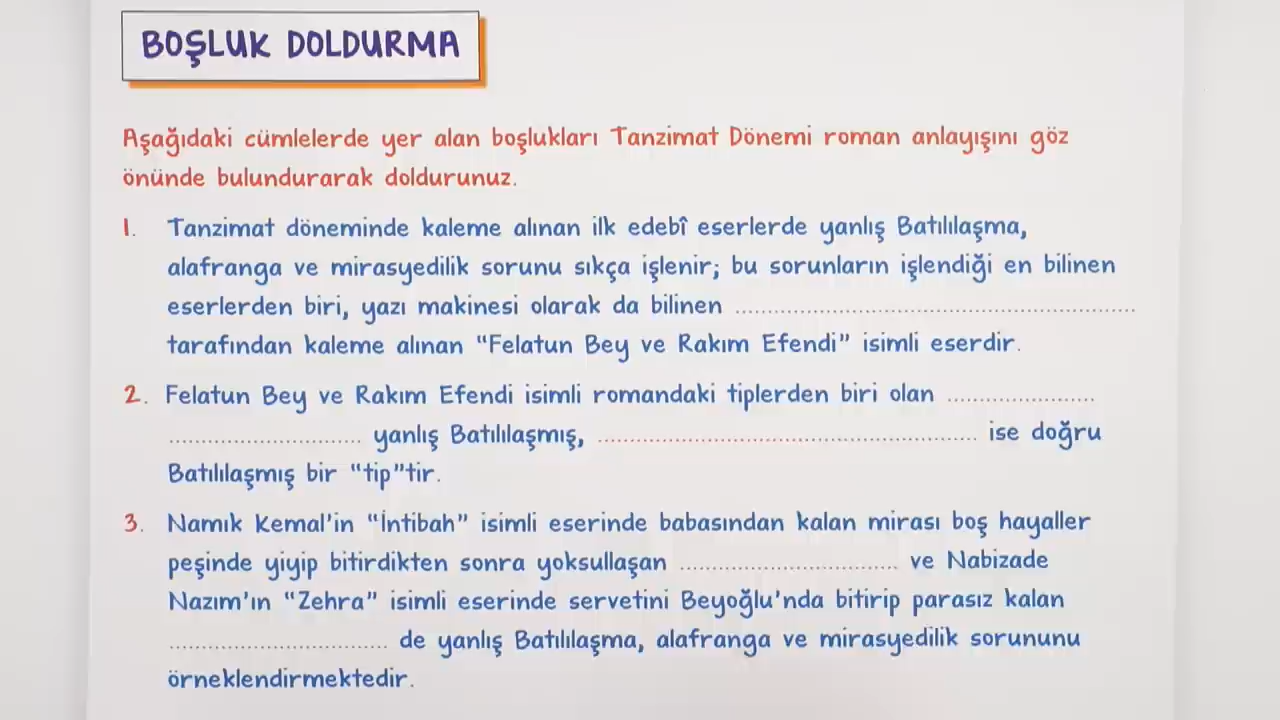 BOŞLUK DOLDURMA
Aşağıdaki cümlelerde yer alan boşlukları Tanzimat Dönemi roman anlayışını göz
önünde bulundurarak doldurunuz.
1. Tanzimat döneminde kaleme alınan ilk edebî eserlerde yanlış Batılılaşma,
alafranga ve mirasyedilik sorunu sıkça işlenir; bu sorunların işlendiği en bilinen
eserlerden biri, yazı makinesi olarak da bilinen ....................................................
tarafından kaleme alınan "Felatun Bey ve Rakım Efendi" isimli eserdir.
2. Felatun Bey ve Rakım Efendi isimli romandaki tiplerden biri olan ....................
.......................... yanlış Batılılaşmış, .................................................... ise doğru
Batılılaşmış bir "tip"tir.
3. Namık Kemal'in "İntibah" isimli eserinde babasından kalan mirası boş hayaller
peşinde yiyip bitirdikten sonra yoksullaşan .............................. ve Nabizade
Nazım'ın "Zehra" isimli eserinde servetini Beyoğlu'nda bitirip parasız kalan
.............................. de yanlış Batılılaşma, alafranga ve mirasyedilik sorununu
örneklendirmektedir.